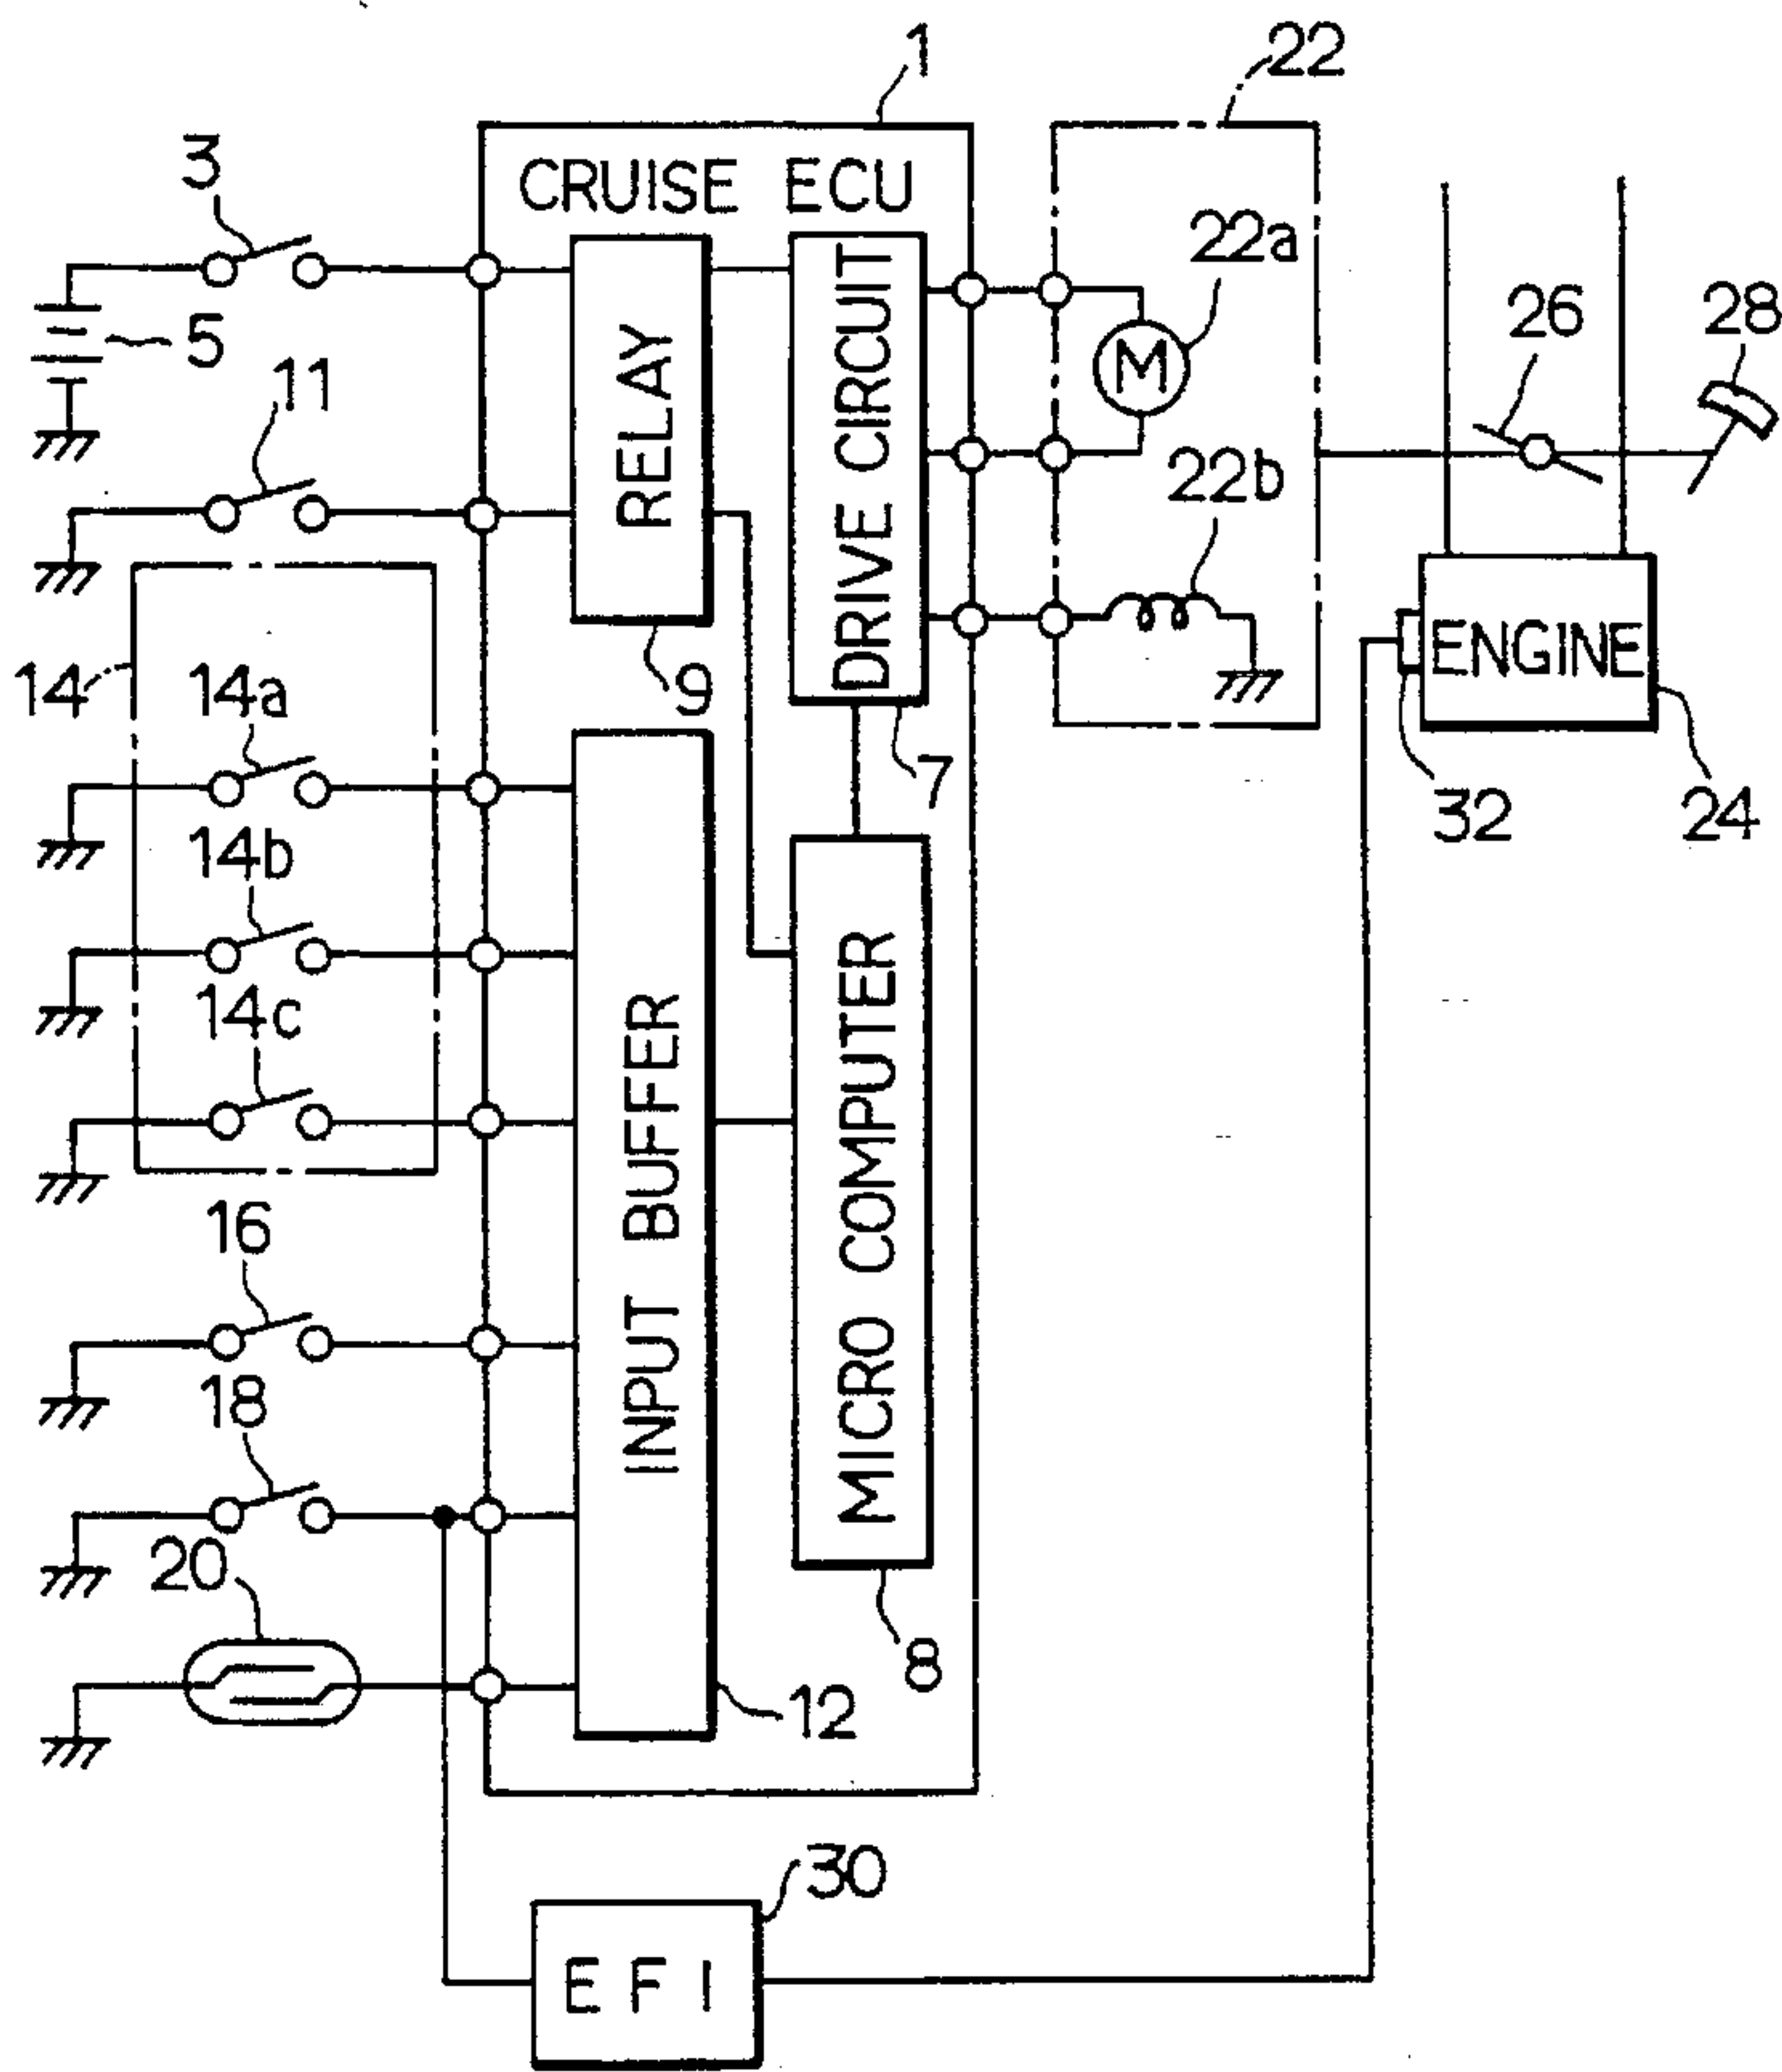 1
22
3
CRUISE ECU
22a
RELAY
DRIVE CIRCUIT
M
26
28
5
11
22b
ENGINE
14
14a
9
7
32
24
14b
14c
INPUT BUFFER
MICRO COMPUTER
16
18
20
8
12
30
EFI